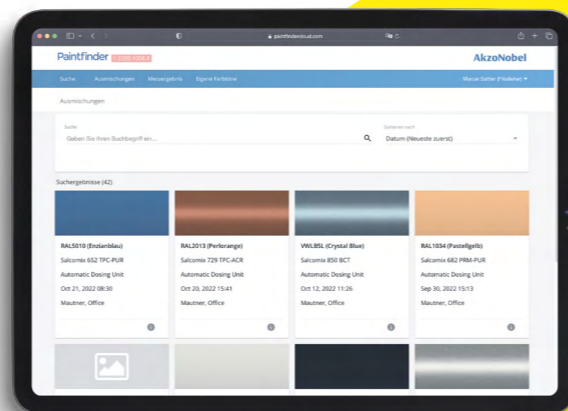 paintfindercloud.com
Paintfinder
AkzoNobel
Suche Ausmischungen Messergebnis Eigene Farbtöne
Ausmischungen
Suche
Geben Sie Ihren Suchbegriff ein...
Sortieren nach
Datum (Neueste zuerst)
Suchergebnisse (42)
RAL5010 (Enzianblau)
Salcomix 652 TPC-PUR
Automatic Dosing Unit
Oct 21, 2022 08:30
Mautner, Office
RAL2013 (Perlorange)
Salcomix 729 TPC-ACR
Automatic Dosing Unit
Oct 20, 2022 15:41
Mautner, Office
VWLB5L (Crystal Blue)
Salcomix 850 BCT
Automatic Dosing Unit
Oct 12, 2022 11:26
Mautner, Office
RAL1034 (Pastellgelb)
Salcomix 682 PRM-PUR
Automatic Dosing Unit
Sep 30, 2022 15:13
Mautner, Office